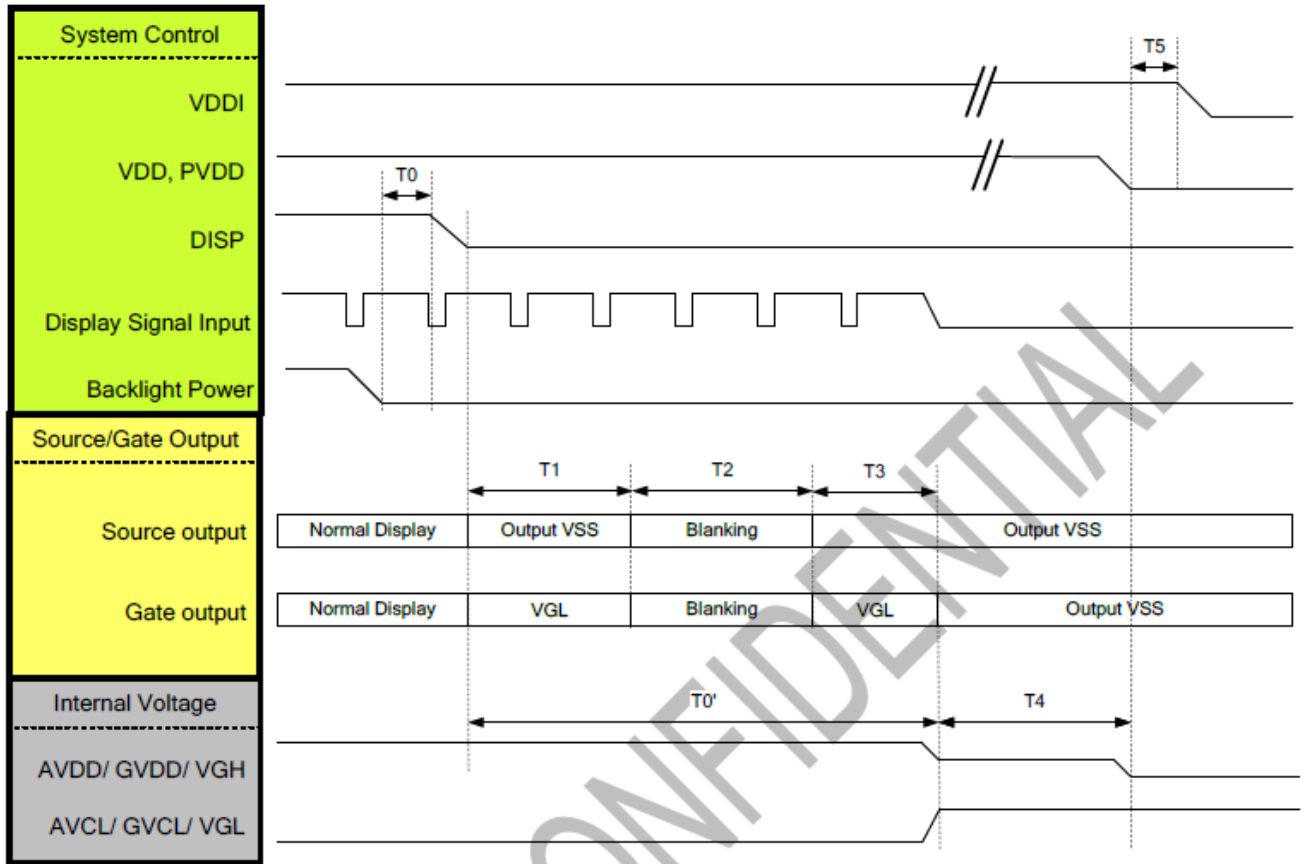 System Control
T5
VDDI
VDD, PVDD
T0
DISP
Display Signal Input
Backlight Power
Source/Gate Output
T1 T2 T3
Source output Normal Display Output VSS Blanking Output VSS
Gate output Normal Display VGL Blanking VGL Output VSS
Internal Voltage
T0' T4
AVDD/ GVDD/ VGH
AVCL/ GVCL/ VGL
ONFIDENTIAL